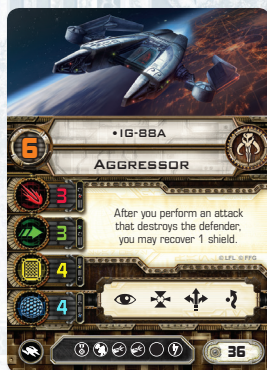 •IG-88A
6
AGGRESSOR
3
3
4
4
After you perform an attack
that destroys the defender,
you may recover 1 shield.
©LFL ©FFG
36